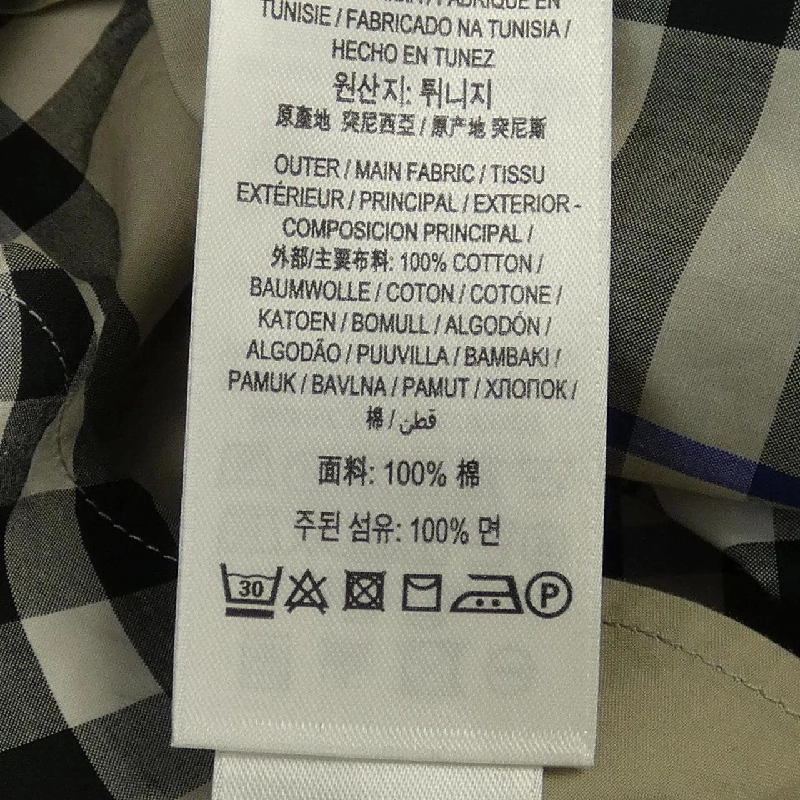 FABRIQUÉ EN
TUNISIE / FABRICADO NA TUNISIA /
HECHO EN TUNEZ
원산지: 튀니지
原產地 突尼西亞 / 原产地 突尼斯
OUTER / MAIN FABRIC / TISSU
EXTÉRIEUR / PRINCIPAL / EXTERIOR -
COMPOSICION PRINCIPAL /
外部/主要布料: 100% COTTON /
BAUMWOLLE / COTON / COTONE /
KATOEN / BOMULL / ALGODÓN /
ALGODÃO / PUUVILLA / BAMBAKI /
PAMUK / BAVLNA / PAMUT / ХЛОПОК /
棉 / قطن
面料: 100% 棉
주된 섬유: 100% 면
30 P